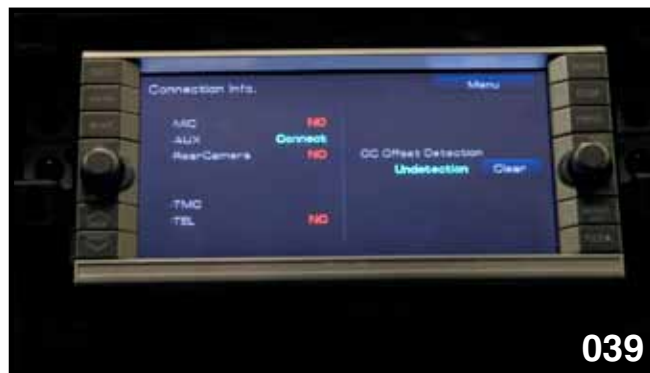 Connection Info.
Menu
MIC NO
AUX Connect
RearCamera NO
DC Offset Detection
Undetection Clear
TMC
TEL NO
039